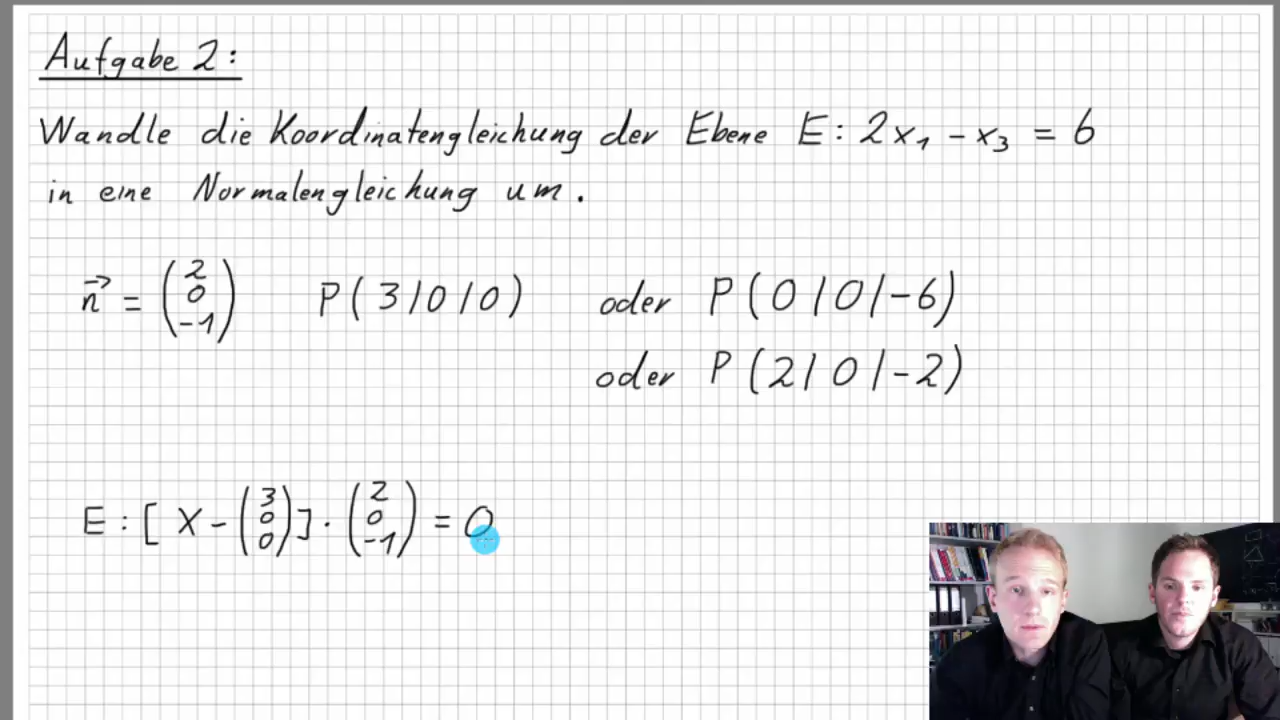 Aufgabe 2:
Wandle die Koordinatengleichung der Ebene E: 2x₁ - x₃ = 6
in eine Normalengleichung um.
n⃗ = (2 0 -1) P(3|0|0) oder P(0|0|-6)
oder P(2|0|-2)
E: [X - (3 0 0)] · (2 0 -1) = 0